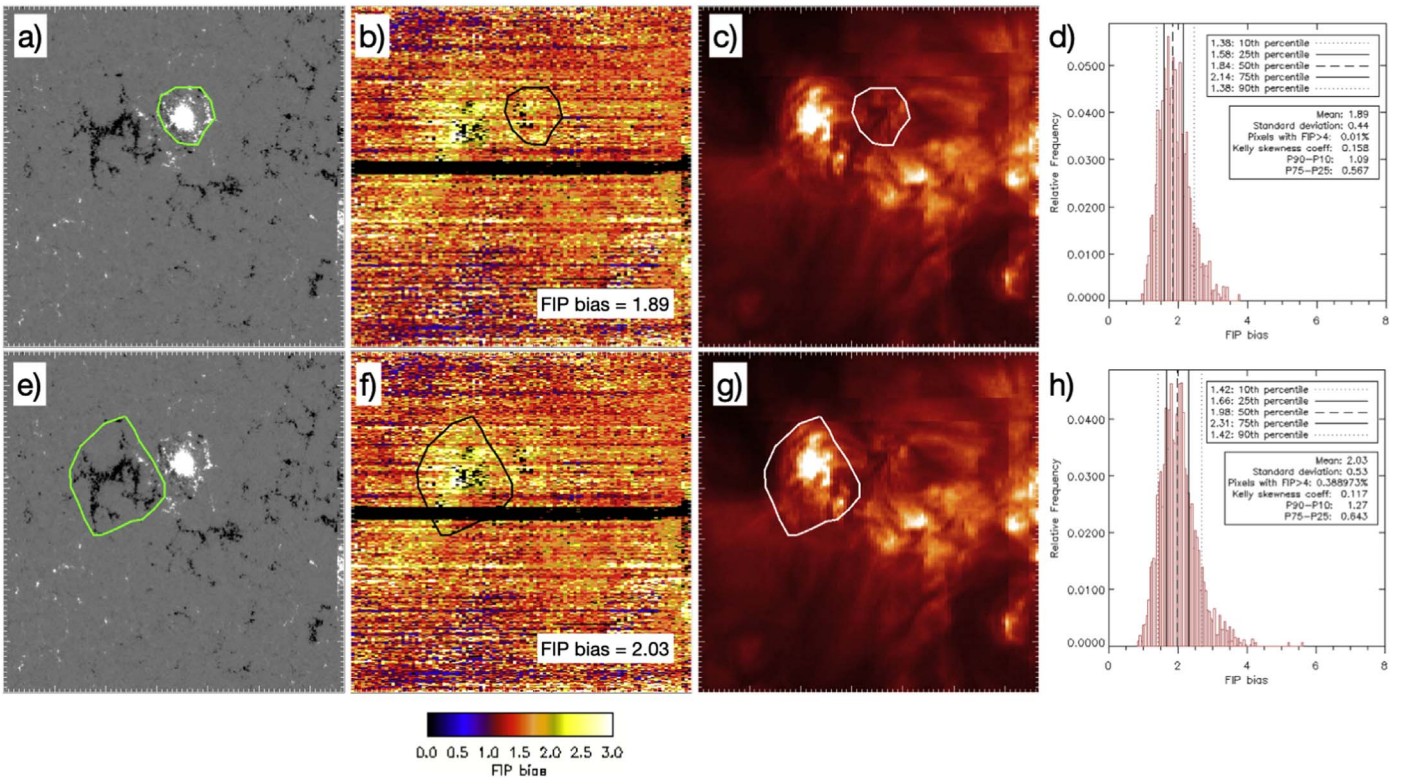 a)
b)
c)
d)
FIP bias = 1.89
0.0500
0.0400
0.0300
0.0200
0.0100
0.0000
Relative Frequency
1.38: 10th percentile
1.58: 25th percentile
1.84: 50th percentile
2.14: 75th percentile
1.38: 90th percentile
Mean: 1.89
Standard deviation: 0.44
Pixels with FIP>4: 0.01%
Kelly skewness coeff: 0.158
P90-P10: 1.09
P75-P25: 0.567
0 2 4 6 8
FIP bias
e)
f)
g)
h)
FIP bias = 2.03
0.0400
0.0300
0.0200
0.0100
0.0000
Relative Frequency
1.42: 10th percentile
1.66: 25th percentile
1.98: 50th percentile
2.31: 75th percentile
1.42: 90th percentile
Mean: 2.03
Standard deviation: 0.53
Pixels with FIP>4: 0.388973%
Kelly skewness coeff: 0.117
P90-P10: 1.27
P75-P25: 0.643
0 2 4 6 8
FIP bias
0.0 0.5 1.0 1.5 2.0 2.5 3.0
FIP bias